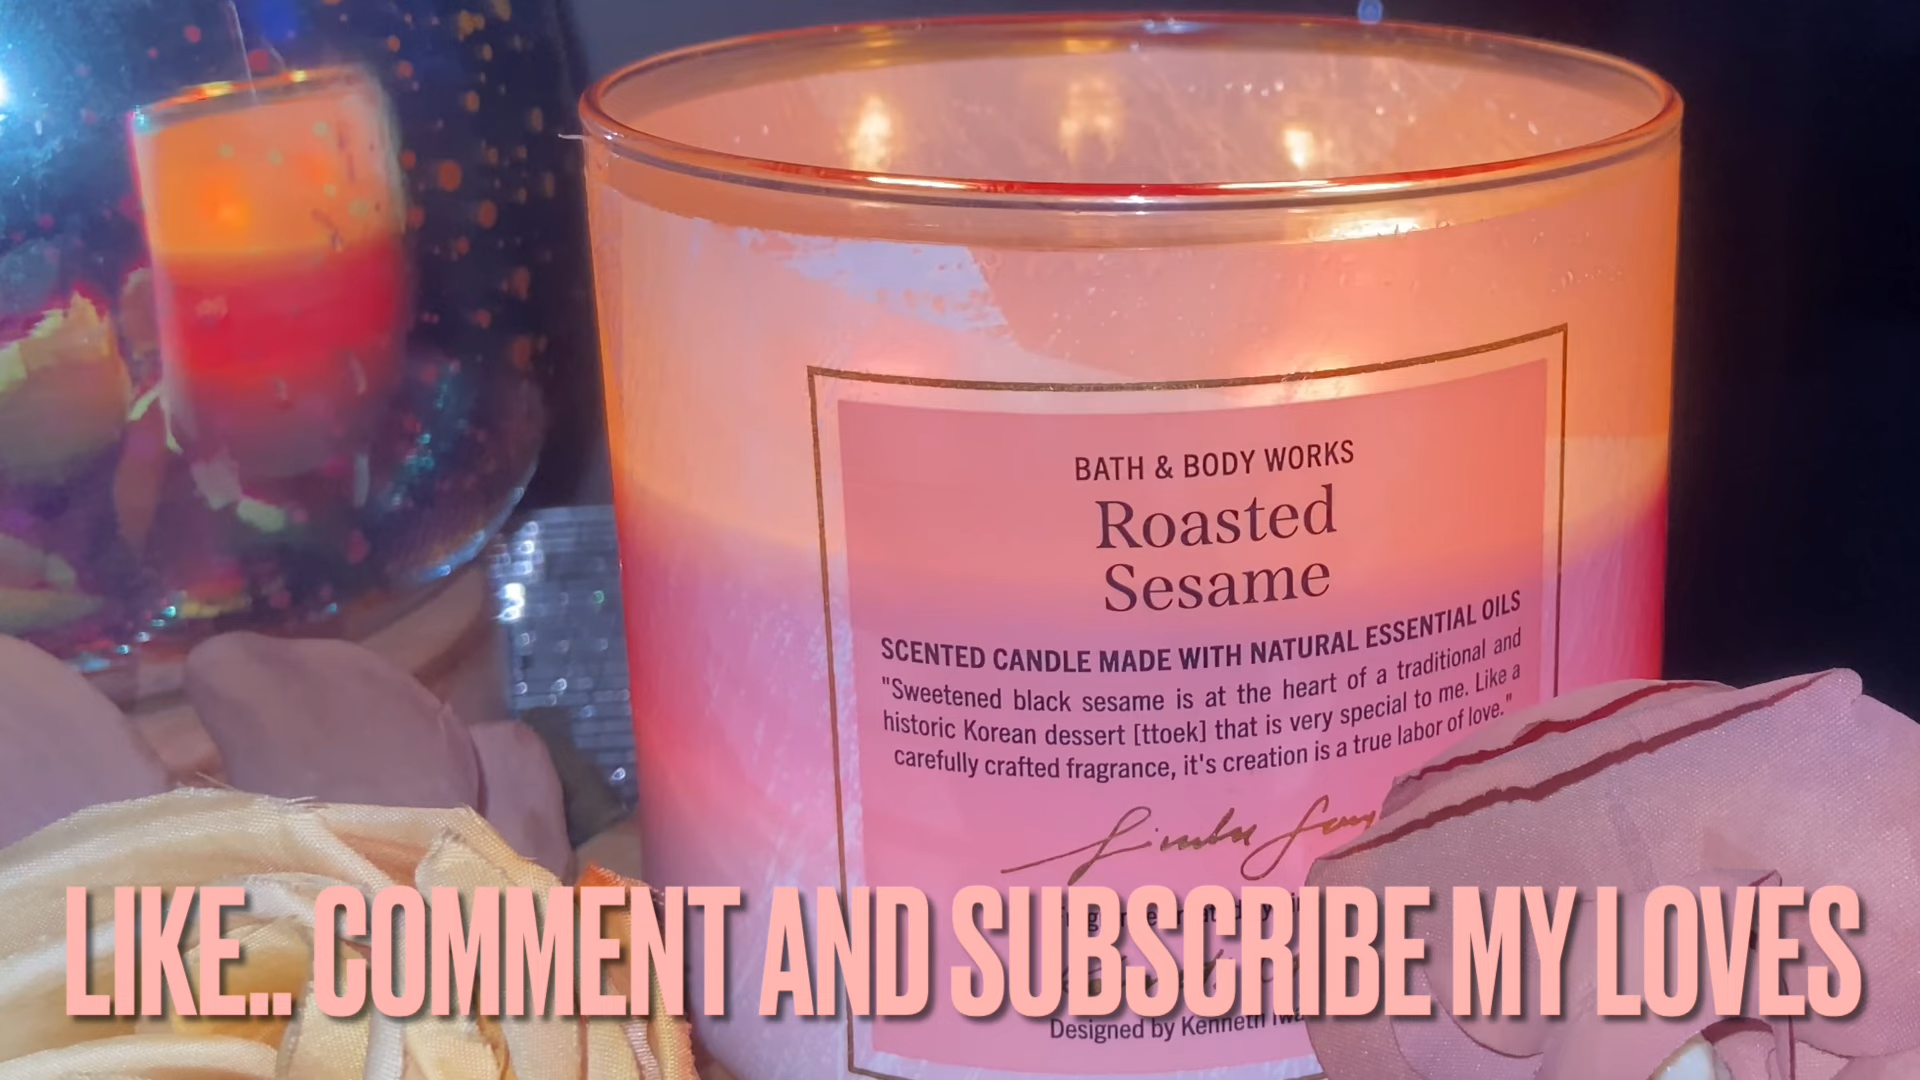 BATH & BODY WORKS
Roasted
Sesame
SCENTED CANDLE MADE WITH NATURAL ESSENTIAL OILS
"Sweetened black sesame is at the heart of a traditional and
historic Korean dessert [ttoek] that is very special to me. Like a
carefully crafted fragrance, it's creation is a true labor of love."
LIKE.. COMMENT AND SUBSCRIBE MY LOVES
Designed by Kenneth